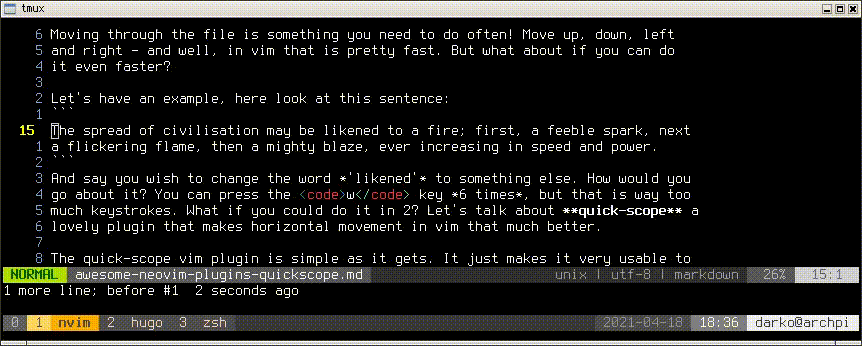 tmux
6 Moving through the file is something you need to do often! Move up, down, left
5 and right - and well, in vim that is pretty fast. But what about if you can do
4 it even faster?
3
2 Let's have an example, here look at this sentence:
1 ```
15 The spread of civilisation may be likened to a fire; first, a feeble spark, next
1 a flickering flame, then a mighty blaze, ever increasing in speed and power.
2 ```
3 And say you wish to change the word *'likened'* to something else. How would you
4 go about it? You can press the <code>w</code> key *6 times*, but that is way too
5 much keystrokes. What if you could do it in 2? Let's talk about **quick-scope** a
6 lovely plugin that makes horizontal movement in vim that much better.
7
8 The quick-scope vim plugin is simple as it gets. It just makes it very usable to
NORMAL awesome-neovim-plugins-quickscope.md unix | utf-8 | markdown 26% 15:1
1 more line; before #1 2 seconds ago
0 1 nvim 2 hugo 3 zsh 2021-04-18 18:36 darko@archpi